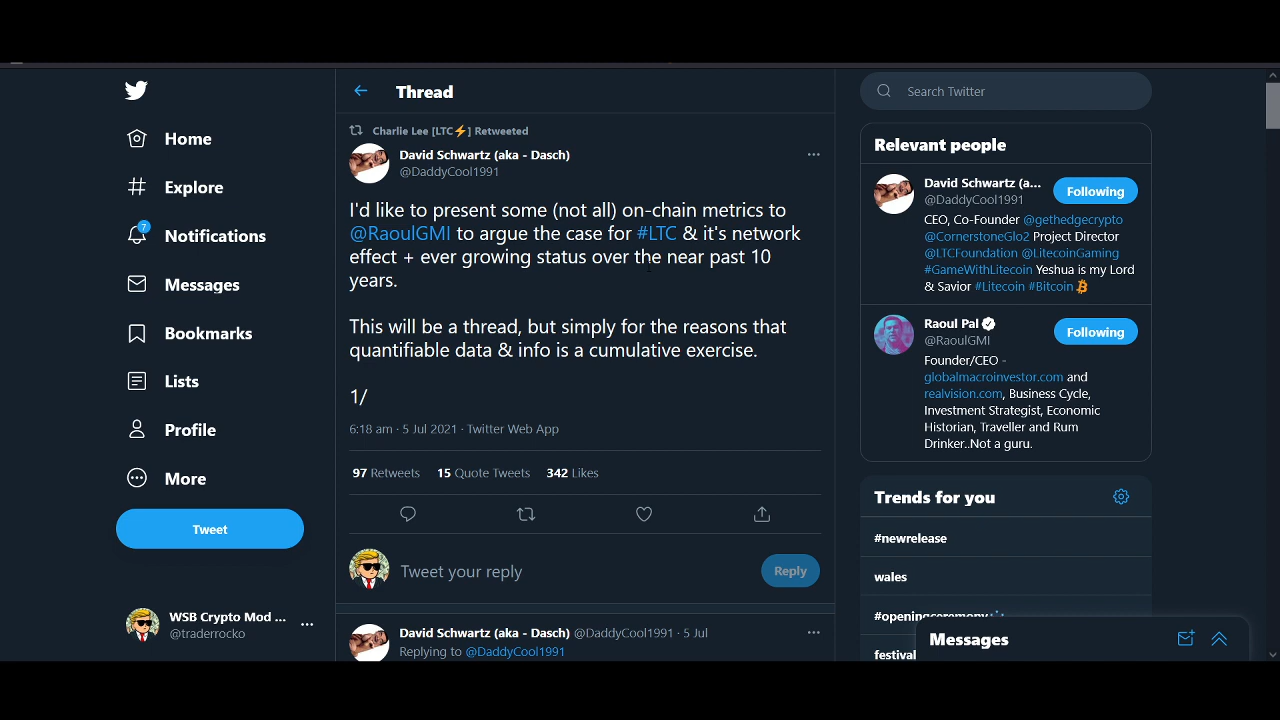 Home
Explore
7
Notifications
Messages
Bookmarks
Lists
Profile
More
Tweet
WSB Crypto Mod ...
@traderrocko
Thread
Charlie Lee [LTC⚡] Retweeted
David Schwartz (aka - Dasch)
@DaddyCool1991
I'd like to present some (not all) on-chain metrics to
@RaoulGMI to argue the case for #LTC & it's network
effect + ever growing status over the near past 10
years.
This will be a thread, but simply for the reasons that
quantifiable data & info is a cumulative exercise.
1/
6:18 am · 5 Jul 2021 · Twitter Web App
97 Retweets 15 Quote Tweets 342 Likes
Tweet your reply
Reply
David Schwartz (aka - Dasch) @DaddyCool1991 · 5 Jul
Replying to @DaddyCool1991
Search Twitter
Relevant people
David Schwartz (a...
@DaddyCool1991
Following
CEO, Co-Founder @gethedgecrypto
@CornerstoneGlo2 Project Director
@LTCFoundation @LitecoinGaming
#GameWithLitecoin Yeshua is my Lord
& Savior #Litecoin #Bitcoin
Raoul Pal
@RaoulGMI
Following
Founder/CEO -
globalmacroinvestor.com and
realvision.com, Business Cycle,
Investment Strategist, Economic
Historian, Traveller and Rum
Drinker..Not a guru.
Trends for you
#newrelease
wales
#openingceremony
festival
Messages